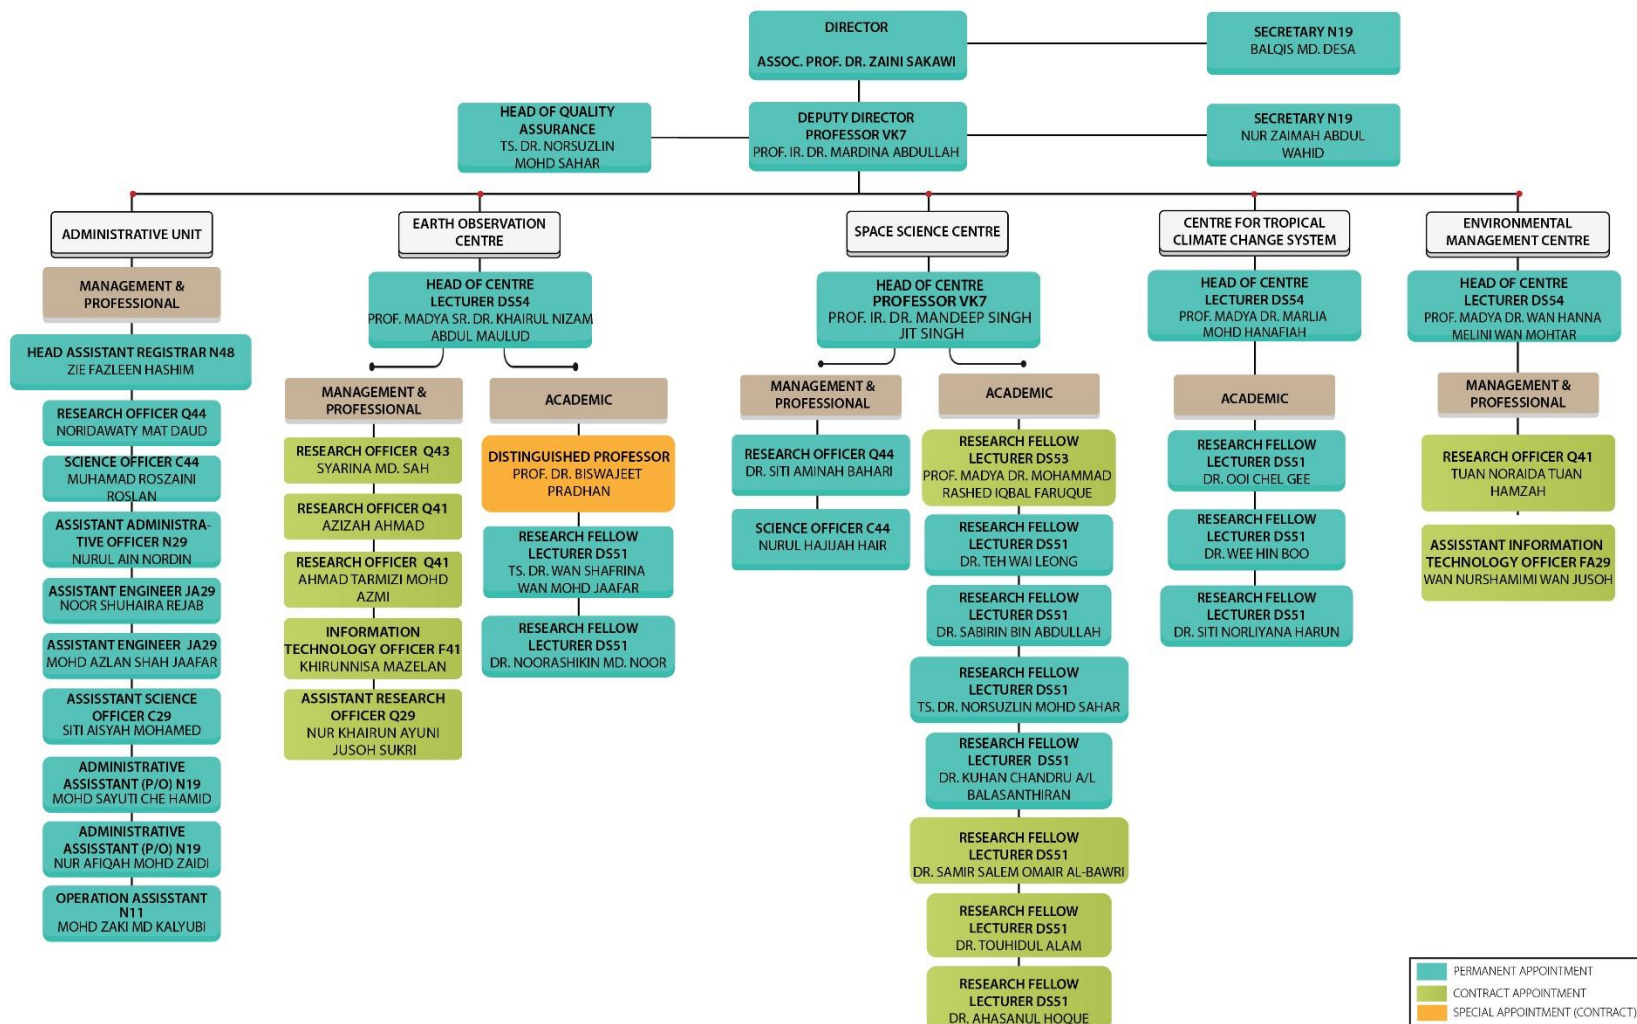 DIRECTOR
ASSOC. PROF. DR. ZAINI SAKAWI
SECRETARY N19
BALQIS MD. DESA
HEAD OF QUALITY
ASSURANCE
TS. DR. NORSUZLIN
MOHD SAHAR
DEPUTY DIRECTOR
PROFESSOR VK7
PROF. IR. DR. MARDINA ABDULLAH
SECRETARY N19
NUR ZAIMAH ABDUL
WAHID
ADMINISTRATIVE UNIT
MANAGEMENT &
PROFESSIONAL
HEAD ASSISTANT REGISTRAR N48
ZIE FAZLEEN HASHIM
RESEARCH OFFICER Q44
NORIDAWATY MAT DAUD
SCIENCE OFFICER C44
MUHAMAD ROSZAINI
ROSLAN
ASSISTANT ADMINISTRA-
TIVE OFFICER N29
NURUL AIN NORDIN
ASSISTANT ENGINEER JA29
NOOR SHUHAIRA REJAB
ASSISTANT ENGINEER JA29
MOHD AZLAN SHAH JAAFAR
ASSISSTANT SCIENCE
OFFICER C29
SITI AISYAH MOHAMED
ADMINISTRATIVE
ASSISSTANT (P/O) N19
MOHD SAYUTI CHE HAMID
ADMINISTRATIVE
ASSISSTANT (P/O) N19
NUR AFIQAH MOHD ZAIDI
OPERATION ASSISSTANT
N11
MOHD ZAKI MD KALYUBI
EARTH OBSERVATION
CENTRE
HEAD OF CENTRE
LECTURER DS54
PROF. MADYA SR. DR. KHAIRUL NIZAM
ABDUL MAULUD
MANAGEMENT &
PROFESSIONAL
RESEARCH OFFICER Q43
SYARINA MD. SAH
RESEARCH OFFICER Q41
AZIZAH AHMAD
RESEARCH OFFICER Q41
AHMAD TARMIZI MOHD
AZMI
INFORMATION
TECHNOLOGY OFFICER F41
KHIRUNNISA MAZELAN
ASSISTANT RESEARCH
OFFICER Q29
NUR KHAIRUN AYUNI
JUSOH SUKRI
ACADEMIC
DISTINGUISHED PROFESSOR
PROF. DR. BISWAJEET
PRADHAN
RESEARCH FELLOW
LECTURER DS51
TS. DR. WAN SHAFRINA
WAN MOHD JAAFAR
RESEARCH FELLOW
LECTURER DS51
DR. NOORASHIKIN MD. NOOR
SPACE SCIENCE CENTRE
HEAD OF CENTRE
PROFESSOR VK7
PROF. IR. DR. MANDEEP SINGH
JIT SINGH
MANAGEMENT &
PROFESSIONAL
RESEARCH OFFICER Q44
DR. SITI AMINAH BAHARI
SCIENCE OFFICER C44
NURUL HAJIJAH HAIR
ACADEMIC
RESEARCH FELLOW
LECTURER DS53
PROF. MADYA DR. MOHAMMAD
RASHED IQBAL FARUQUE
RESEARCH FELLOW
LECTURER DS51
DR. TEH WAI LEONG
RESEARCH FELLOW
LECTURER DS51
DR. SABIRIN BIN ABDULLAH
RESEARCH FELLOW
LECTURER DS51
TS. DR. NORSUZLIN MOHD SAHAR
RESEARCH FELLOW
LECTURER DS51
DR. KUHAN CHANDRU A/L
BALASANTHIRAN
RESEARCH FELLOW
LECTURER DS51
DR. SAMIR SALEM OMAIR AL-BAWRI
RESEARCH FELLOW
LECTURER DS51
DR. TOUHIDUL ALAM
RESEARCH FELLOW
LECTURER DS51
DR. AHASANUL HOQUE
CENTRE FOR TROPICAL
CLIMATE CHANGE SYSTEM
HEAD OF CENTRE
LECTURER DS54
PROF. MADYA DR. MARLIA
MOHD HANAFIAH
ACADEMIC
RESEARCH FELLOW
LECTURER DS51
DR. OOI CHEL GEE
RESEARCH FELLOW
LECTURER DS51
DR. WEE HIN BOO
RESEARCH FELLOW
LECTURER DS51
DR. SITI NORLIYANA HARUN
ENVIRONMENTAL
MANAGEMENT CENTRE
HEAD OF CENTRE
LECTURER DS54
PROF. MADYA DR. WAN HANNA
MELINI WAN MOHTAR
MANAGEMENT &
PROFESSIONAL
RESEARCH OFFICER Q41
TUAN NORAIDA TUAN
HAMZAH
ASSISSTANT INFORMATION
TECHNOLOGY OFFICER FA29
WAN NURSHAMIMI WAN JUSOH
PERMANENT APPOINTMENT
CONTRACT APPOINTMENT
SPECIAL APPOINTMENT (CONTRACT)